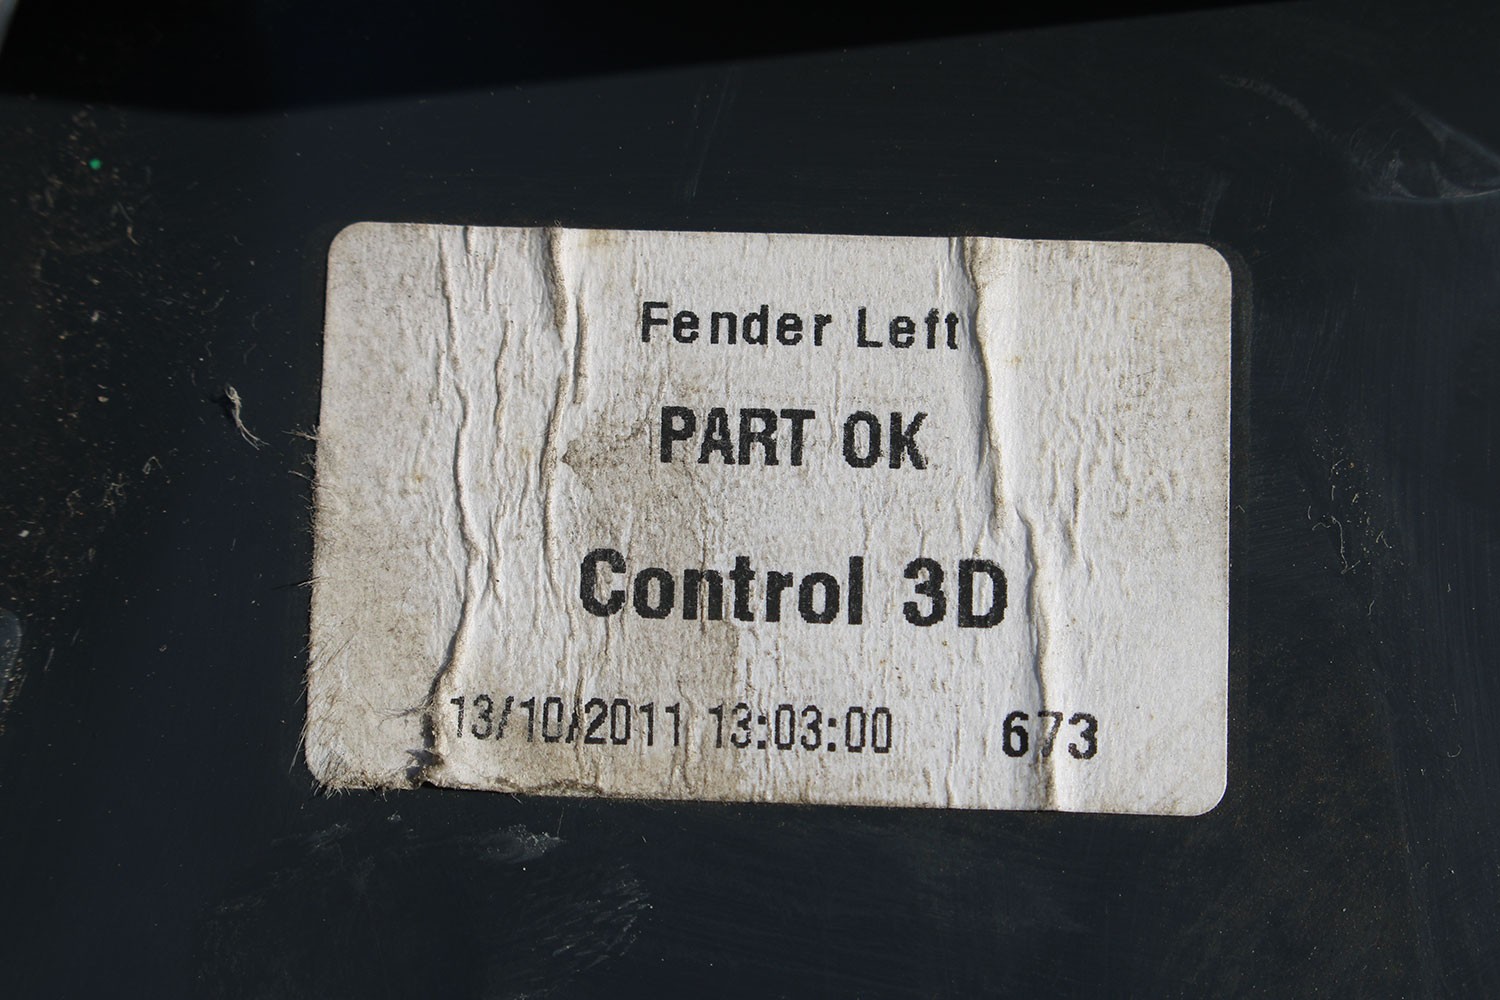 Fender Left
PART OK
Control 3D
13/10/2011 13:03:00 673